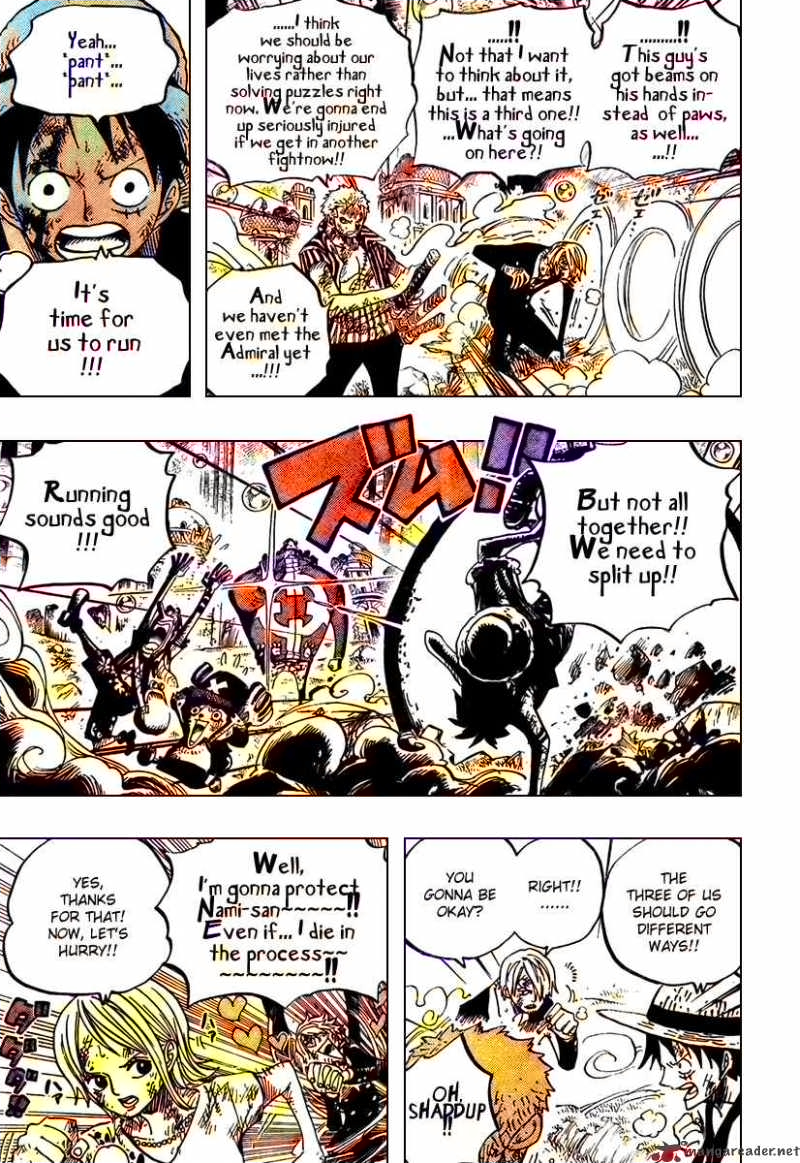 .........!!
This guy's
got beams on
his hands in-
stead of paws,
as well...
...!!
......!!
Not that I want
to think about it,
but... that means
this is a third one!!
...What's going
on here?!
......I think
we should be
worrying about our
lives rather than
solving puzzles right
now. We're gonna end
up seriously injured
if we get in another
fightnow!!
And
we haven't
even met the
Admiral yet
...!!!
ゼェ
ゼェ
Yeah...
*pant*...
*pant*...
It's
time for
us to run
!!!
But not all
together!!
We need to
split up!!
ズム!!
Running
sounds good
!!!
THE
THREE OF US
SHOULD GO
DIFFERENT
WAYS!!
RIGHT!!
......
YOU
GONNA BE
OKAY?
OH,
SHADDUP
!!
Well,
I'm gonna protect
Nami-san~~~~~!!
Even if... I die in
the process~~
~~~~~~~~!!
YES,
THANKS
FOR THAT!
NOW, LET'S
HURRY!!
mangareader.net